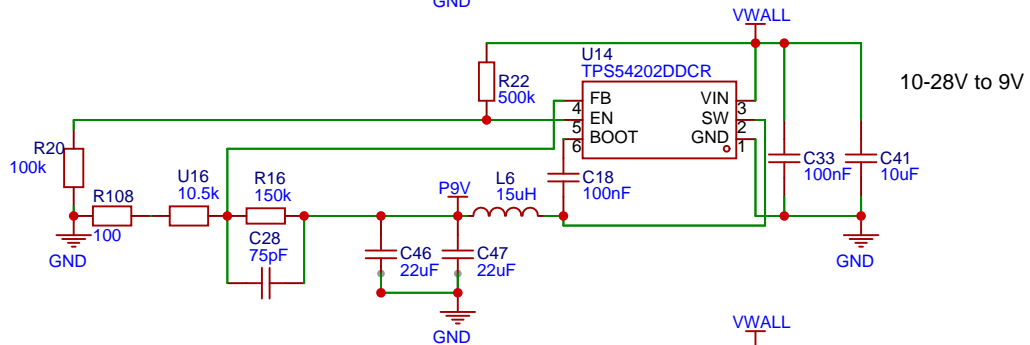 GND
VWALL
U14
TPS54202DDCR
10-28V to 9V
R22
500k
FB
VIN
4
3
EN
SW
5
2
BOOT
GND
6
1
R20
100k
C33
100nF
C41
10uF
R108
100
U16
10.5k
R16
150k
C18
100nF
L6
15uH
P9V
C28
75pF
C46
22uF
C47
22uF
GND
GND
GND
VWALL